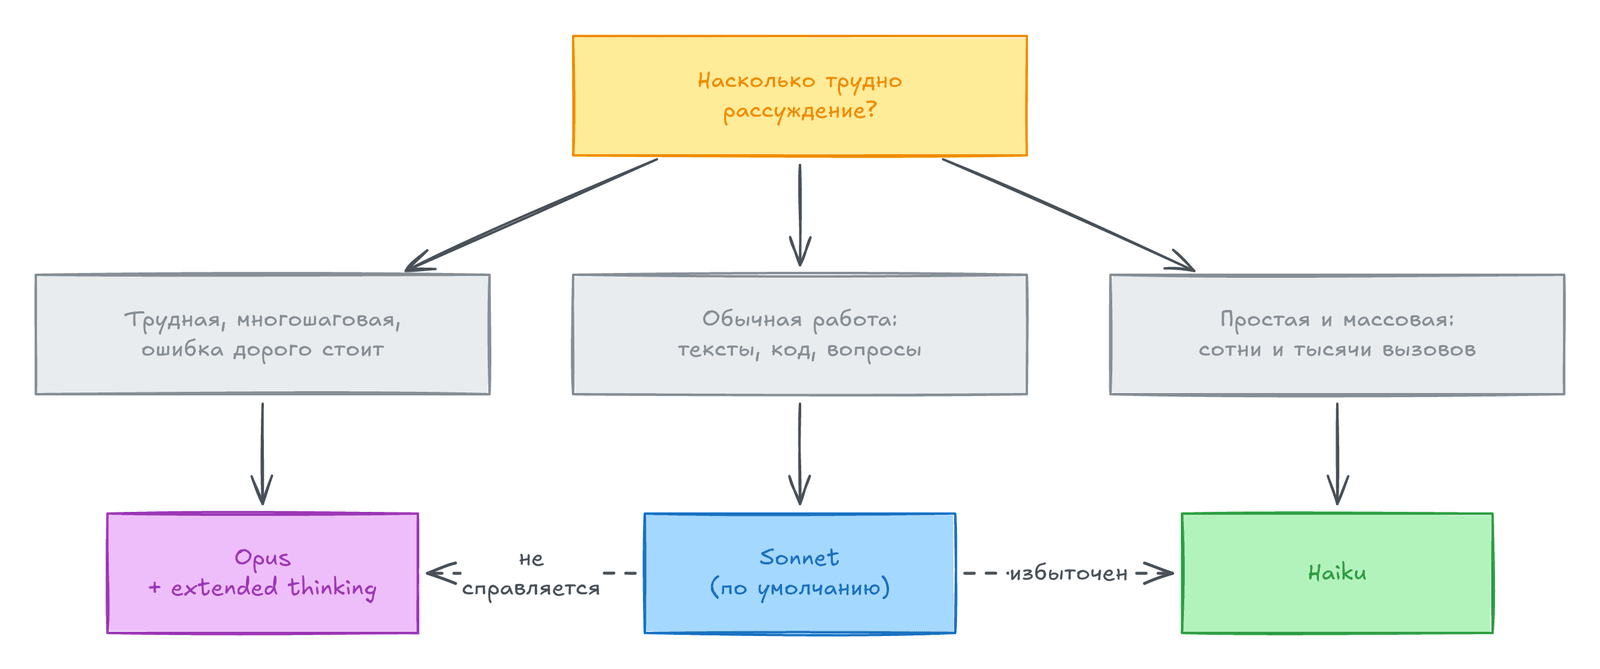 Насколько трудно
рассуждение?
Трудная, многошаговая,
ошибка дорого стоит
Обычная работа:
тексты, код, вопросы
Простая и массовая:
сотни и тысячи вызовов
Opus
+ extended thinking
не
справляется
Sonnet
(по умолчанию)
избыточен
Haiku